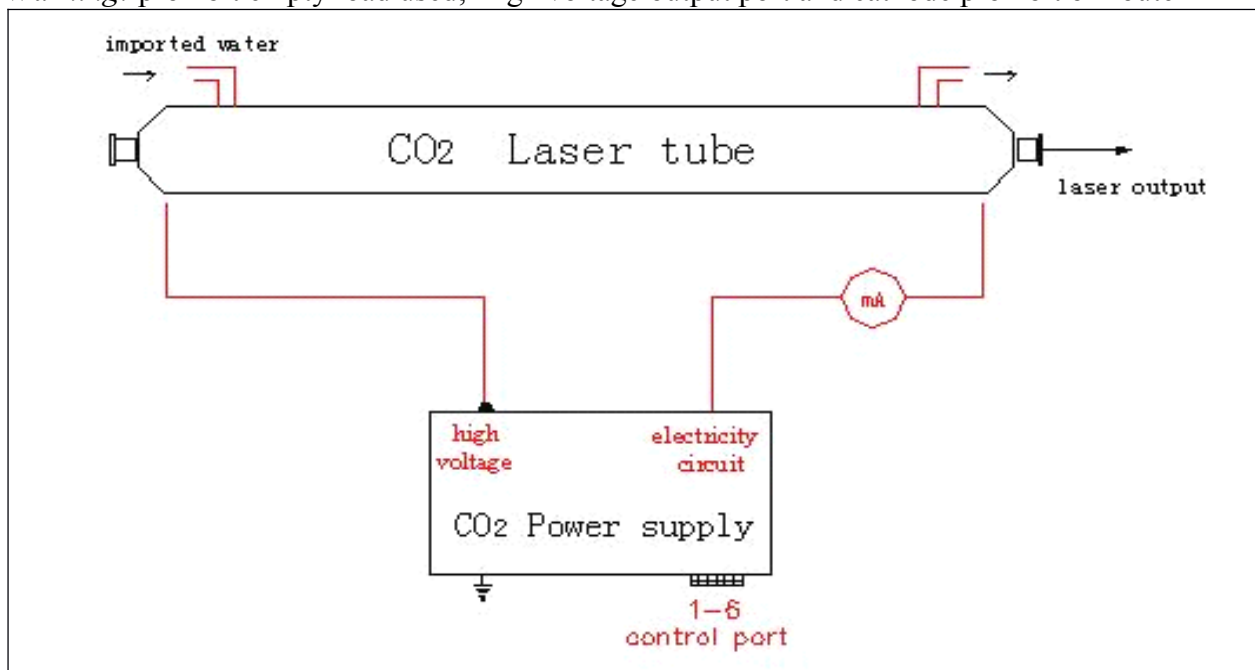 imported water
CO2 Laser tube
laser output
mA
high
voltage
electricity
circuit
CO2 Power supply
1-6
control port